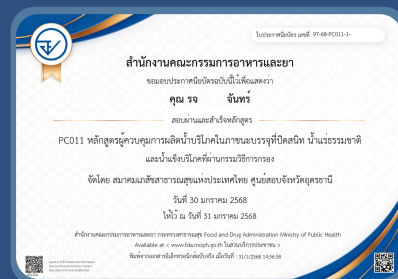 ใบประกาศนียบัตร เลขที่ 97-68-PC011-1-
สำนักงานคณะกรรมการอาหารและยา
ขอมอบประกาศนียบัตรฉบับนี้ไว้เพื่อแสดงว่า
คุณ รจ จันทร์
สอบผ่านและสำเร็จหลักสูตร
PC011 หลักสูตรผู้ควบคุมการผลิตน้ำบริโภคในภาชนะบรรจุที่ปิดสนิท น้ำแร่ธรรมชาติ
และน้ำแข็งบริโภคที่ผ่านกรรมวิธีการกรอง
จัดโดย สมาคมเภสัชสาธารณสุขแห่งประเทศไทย ศูนย์สอบจังหวัดอุดรธานี
วันที่ 30 มกราคม 2568
ให้ไว้ ณ วันที่ 31 มกราคม 2568
สำนักงานคณะกรรมการอาหารและยา กระทรวงสาธารณสุข Food and Drug Administration Ministry of Public Health
Available at < www.fda.moph.go.th ในส่วนบริการประชาชน >
พิมพ์จากเอกสารอิเล็กทรอนิกส์ฉบับจริง เมื่อวันที่ : 31/1/2568 14:36:58